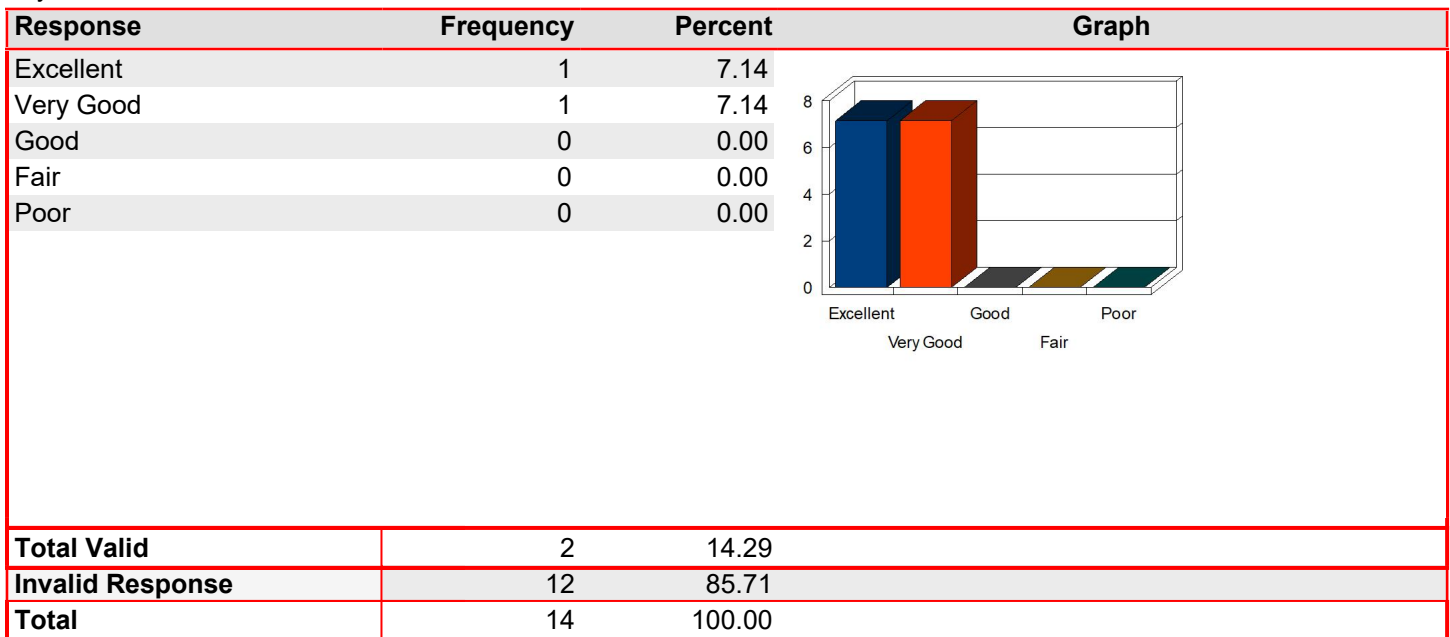 Response Frequency Percent Graph
Excellent 1 7.14
Very Good 1 7.14
Good 0 0.00
Fair 0 0.00
Poor 0 0.00
8
6
4
2
0
Excellent Good Poor
Very Good Fair
Total Valid 2 14.29
Invalid Response 12 85.71
Total 14 100.00